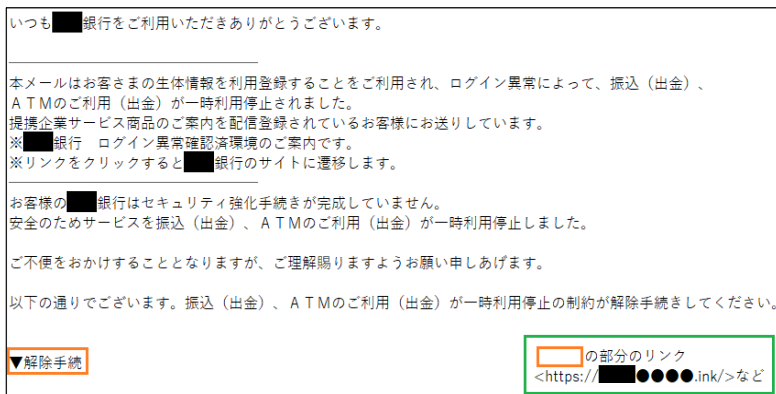 いつも 銀行をご利用いただきありがとうございます。
本メールはお客さまの生体情報を利用登録することをご利用され、ログイン異常によって、振込（出金）、
ＡＴＭのご利用（出金）が一時利用停止されました。
提携企業サービス商品のご案内を配信登録されているお客様にお送りしています。
※ 銀行　ログイン異常確認済環境のご案内です。
※リンクをクリックすると 銀行のサイトに遷移します。
お客様の 銀行はセキュリティ強化手続きが完成していません。
安全のためサービスを振込（出金）、ＡＴＭのご利用（出金）が一時利用停止しました。
ご不便をおかけすることとなりますが、ご理解賜りますようお願い申しあげます。
以下の通りでございます。振込（出金）、ＡＴＭのご利用（出金）が一時利用停止の制約が解除手続きしてください。
▼解除手続
の部分のリンク
<https:// ●●●●.ink/>など